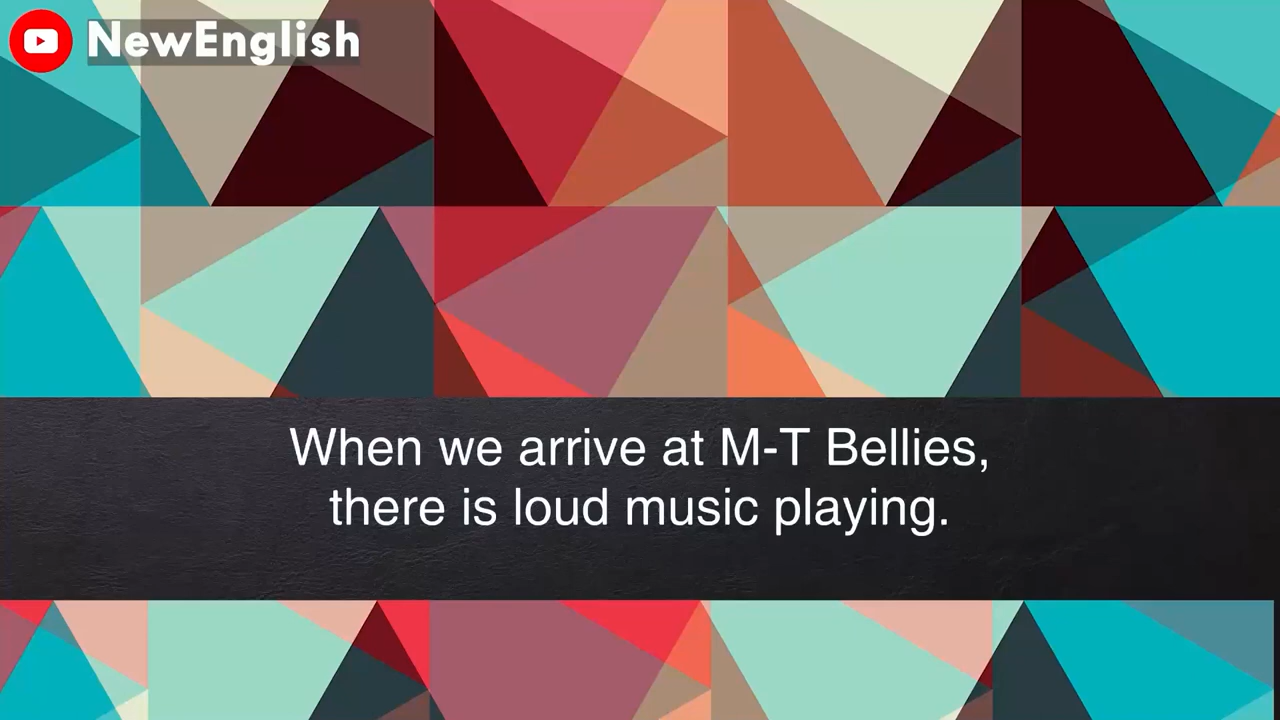 NewEnglish
When we arrive at M-T Bellies,
there is loud music playing.